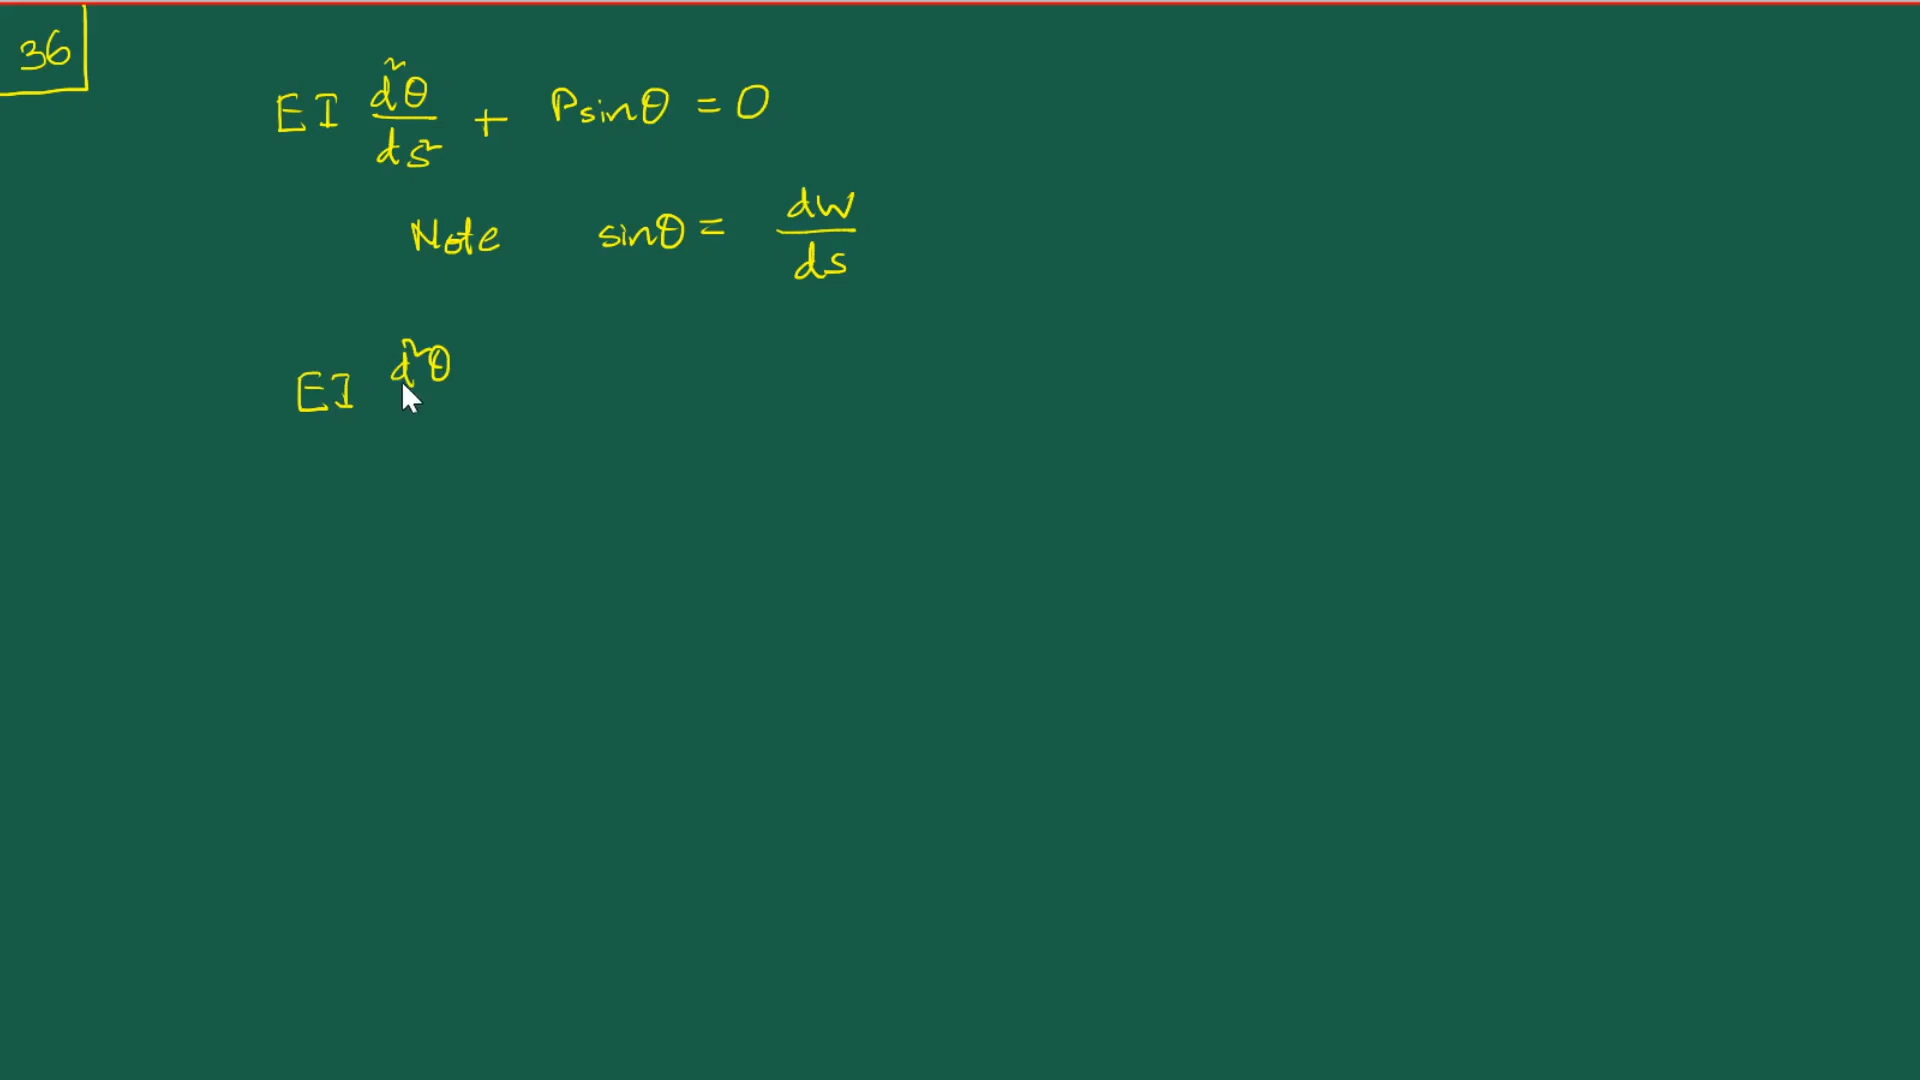 36
EI d²θ/ds² + Psinθ = 0
Note sinθ = dw/ds
EI d²θ